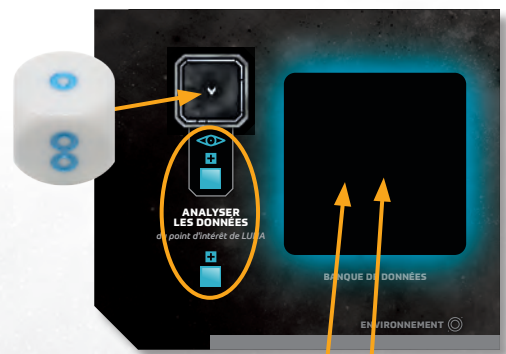 ANALYSER
LES DONNÉES
du point d'intérêt de LUNA
BANQUE DE DONNÉES
ENVIRONNEMENT